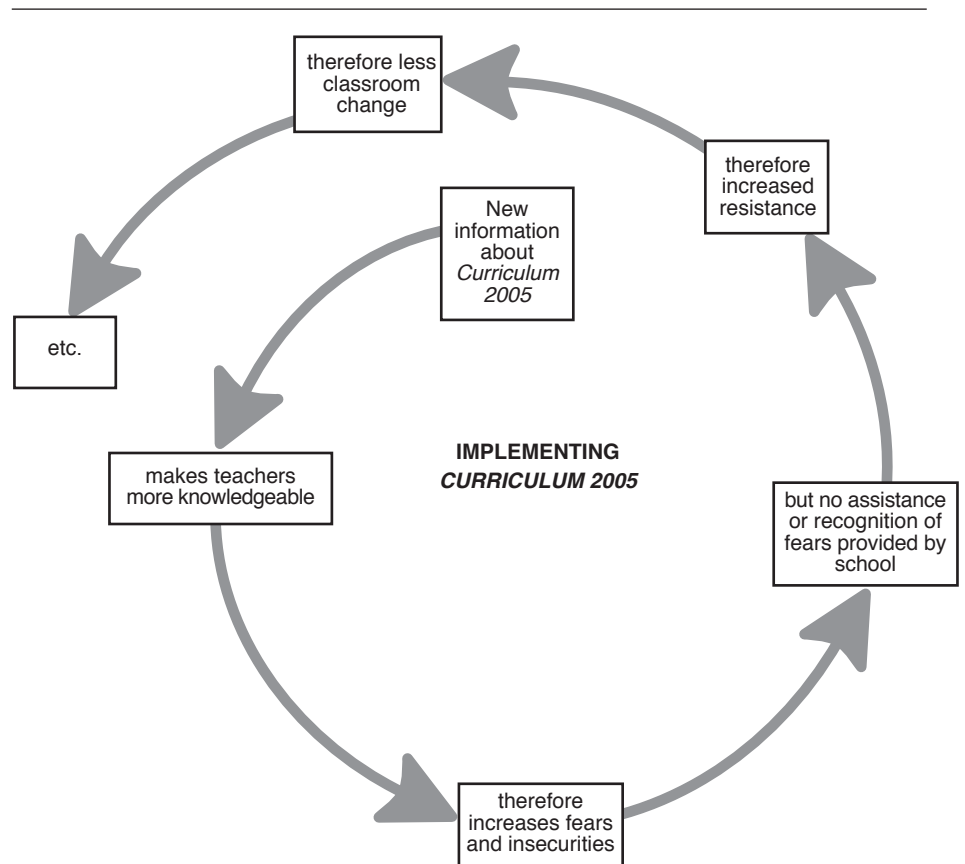 New
information
about
Curriculum
2005
makes teachers
more knowledgeable
therefore
increases fears
and insecurities
but no assistance
or recognition of
fears provided by
school
therefore
increased
resistance
therefore less
classroom
change
etc.
IMPLEMENTING
CURRICULUM 2005